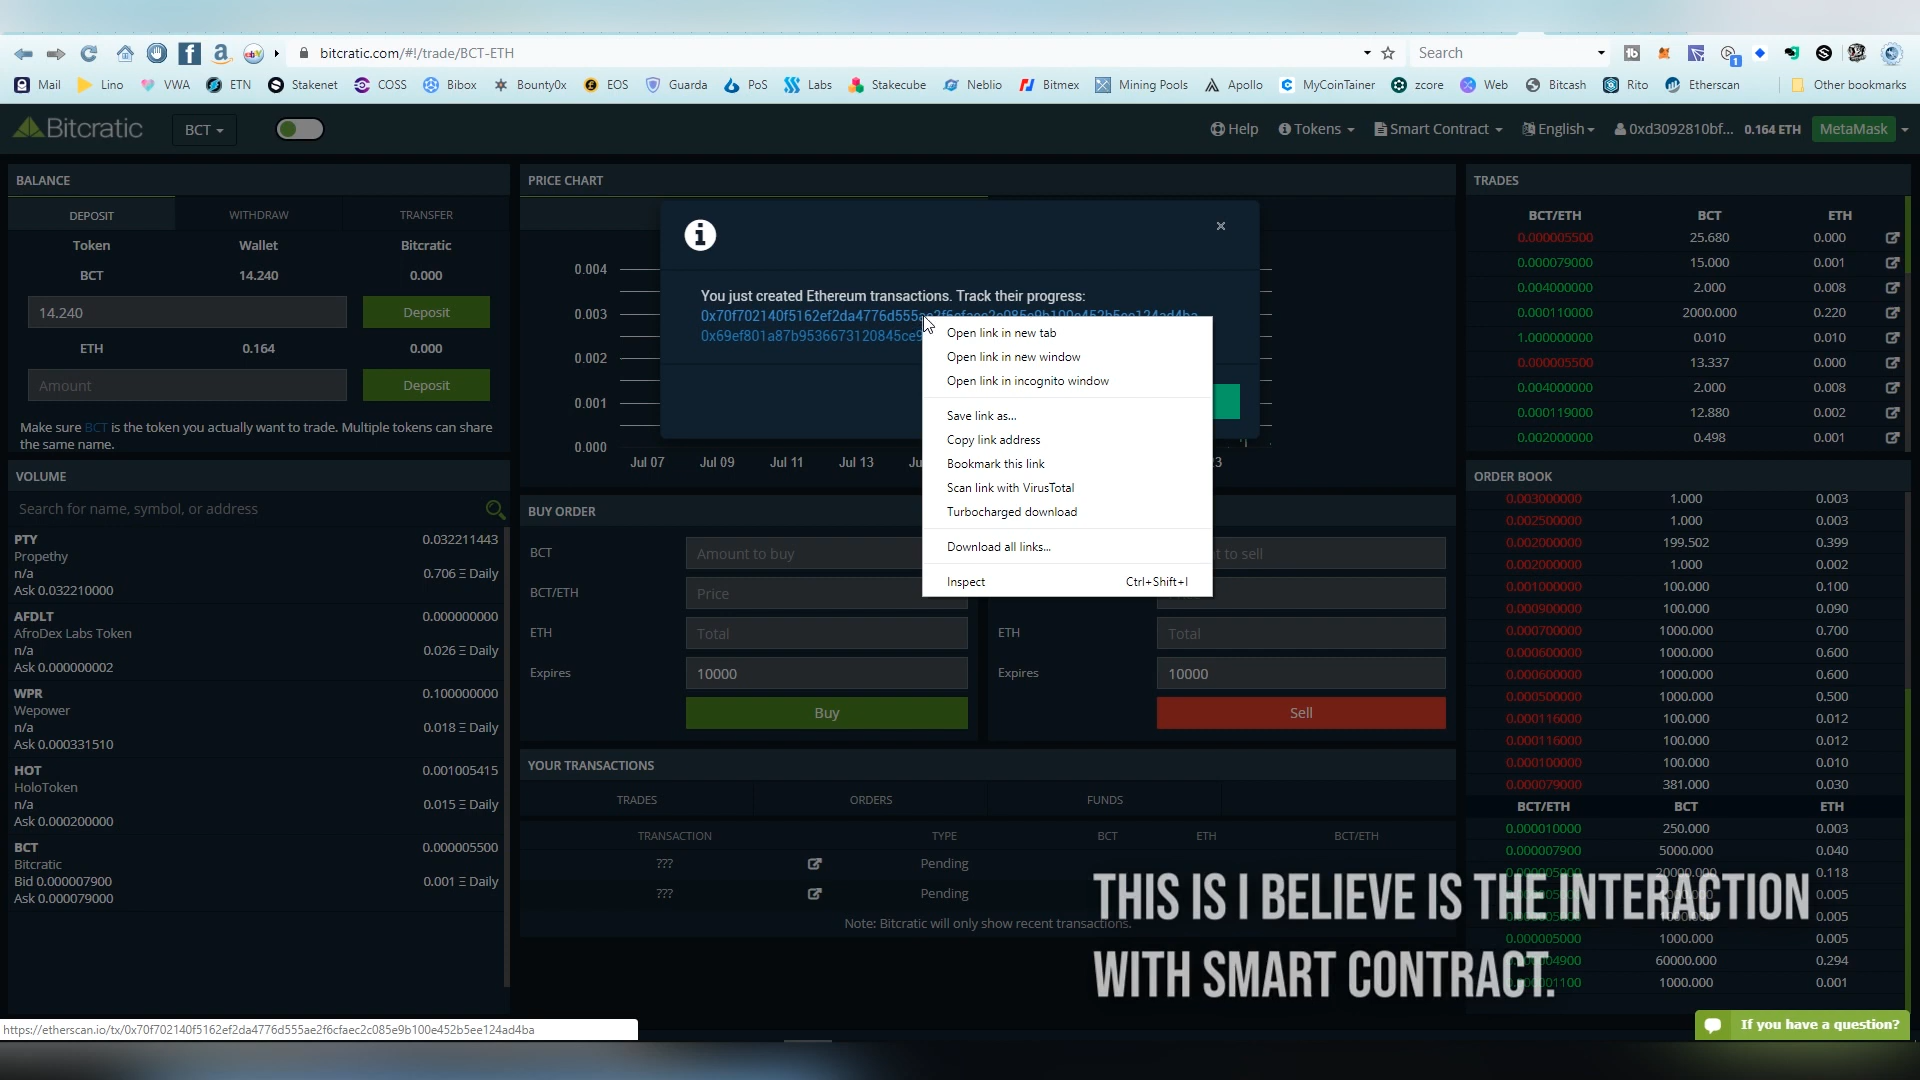 bitcratic.com/#!/trade/BCT-ETH
Search
Mail Lino VWA ETN Stakenet COSS Bibox Bounty0x EOS Guarda PoS Labs Stakecube Neblio Bitmex Mining Pools Apollo MyCoinTainer zcore Web Bitcash Rito Etherscan Other bookmarks
Bitcratic BCT
Help Tokens Smart Contract English 0xd3092810bf... 0.164 ETH MetaMask
BALANCE
DEPOSIT WITHDRAW TRANSFER
Token Wallet Bitcratic
BCT 14.240 0.000
14.240 Deposit
ETH 0.164 0.000
Amount Deposit
Make sure BCT is the token you actually want to trade. Multiple tokens can share
the same name.
VOLUME
Search for name, symbol, or address
PTY 0.032211443
Propethy
n/a 0.706 Ξ Daily
Ask 0.032210000
AFDLT 0.000000000
AfroDex Labs Token
n/a 0.026 Ξ Daily
Ask 0.000000002
WPR 0.100000000
Wepower
n/a 0.018 Ξ Daily
Ask 0.000331510
HOT 0.001005415
HoloToken
n/a 0.015 Ξ Daily
Ask 0.000200000
BCT 0.000005500
Bitcratic
Bid 0.000007900 0.001 Ξ Daily
Ask 0.000079000
PRICE CHART
0.004
0.003
0.002
0.001
0.000
Jul 07 Jul 09 Jul 11 Jul 13
You just created Ethereum transactions. Track their progress:
0x70f702140f5162ef2da4776d555ae2f6cfaec2c085e9b100e452b5ee124ad4ba
0x69ef801a87b9536673120845ce9
Open link in new tab
Open link in new window
Open link in incognito window
Save link as...
Copy link address
Bookmark this link
Scan link with VirusTotal
Turbocharged download
Download all links...
Inspect Ctrl+Shift+I
BUY ORDER
BCT Amount to buy
BCT/ETH Price
ETH Total
Expires 10000
Buy
to sell
ETH Total
Expires 10000
Sell
YOUR TRANSACTIONS
TRADES ORDERS FUNDS
TRANSACTION TYPE BCT ETH BCT/ETH
??? Pending
??? Pending
Note: Bitcratic will only show recent transactions.
TRADES
BCT/ETH BCT ETH
0.000005500 25.680 0.000
0.000079000 15.000 0.001
0.004000000 2.000 0.008
0.000110000 2000.000 0.220
1.000000000 0.010 0.010
0.000005500 13.337 0.000
0.004000000 2.000 0.008
0.000119000 12.880 0.002
0.002000000 0.498 0.001
ORDER BOOK
0.003000000 1.000 0.003
0.002500000 1.000 0.003
0.002000000 199.502 0.399
0.002000000 1.000 0.002
0.001000000 100.000 0.100
0.000900000 100.000 0.090
0.000700000 1000.000 0.700
0.000600000 1000.000 0.600
0.000600000 1000.000 0.600
0.000500000 1000.000 0.500
0.000116000 100.000 0.012
0.000116000 100.000 0.012
0.000100000 100.000 0.010
0.000079000 381.000 0.030
BCT/ETH BCT ETH
0.000010000 250.000 0.003
0.000007900 5000.000 0.040
20000.000 0.118
0.005
0.005
0.000005000 1000.000 0.005
60000.000 0.294
1000.000 0.001
THIS IS I BELIEVE IS THE INTERACTION
WITH SMART CONTRACT.
https://etherscan.io/tx/0x70f702140f5162ef2da4776d555ae2f6cfaec2c085e9b100e452b5ee124ad4ba
If you have a question?